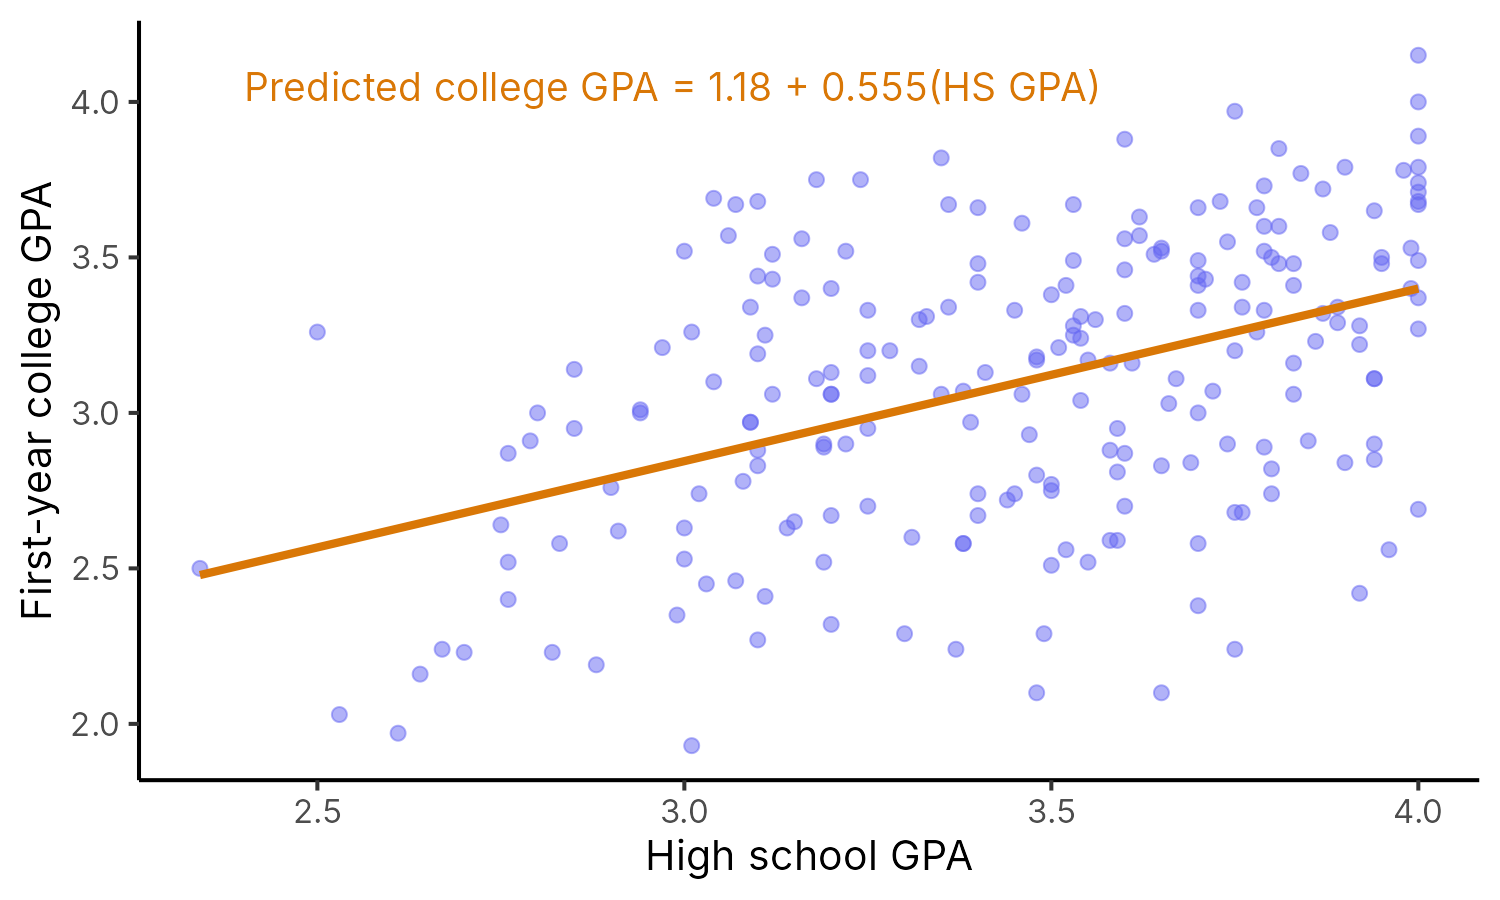 Predicted college GPA = 1.18 + 0.555(HS GPA)
First-year college GPA
4.0
3.5
3.0
2.5
2.0
2.5 3.0 3.5 4.0
High school GPA